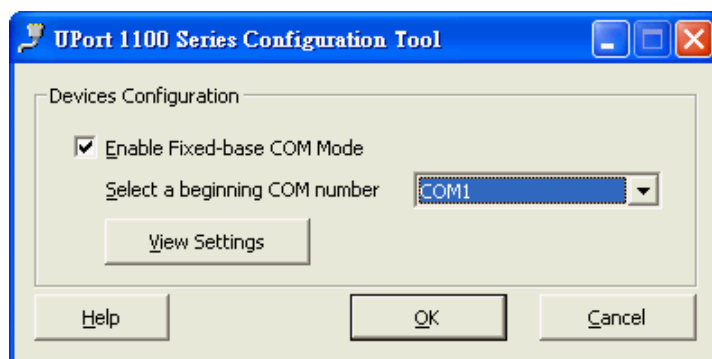 UPort 1100 Series Configuration Tool
Devices Configuration
Enable Fixed-base COM Mode
Select a beginning COM number COM1
View Settings
Help OK Cancel